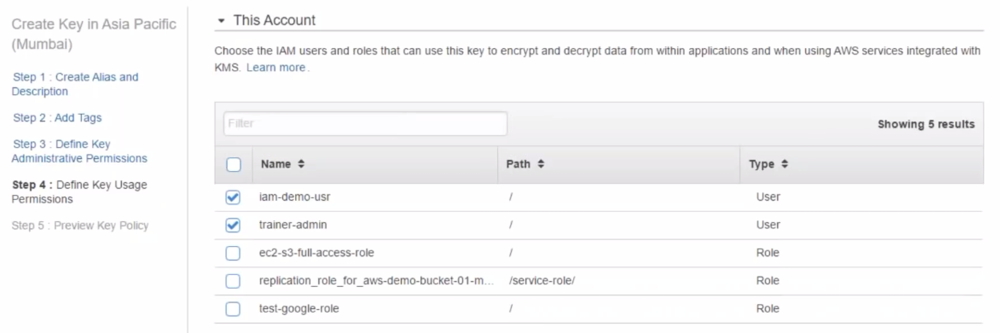 Create Key in Asia Pacific
(Mumbai)
Step 1 : Create Alias and
Description
Step 2 : Add Tags
Step 3 : Define Key
Administrative Permissions
Step 4 : Define Key Usage
Permissions
Step 5 : Preview Key Policy
This Account
Choose the IAM users and roles that can use this key to encrypt and decrypt data from within applications and when using AWS services integrated with
KMS. Learn more.
Filter
Showing 5 results
Name Path Type
iam-demo-usr / User
trainer-admin / User
ec2-s3-full-access-role / Role
replication_role_for_aws-demo-bucket-01-m... /service-role/ Role
test-google-role / Role